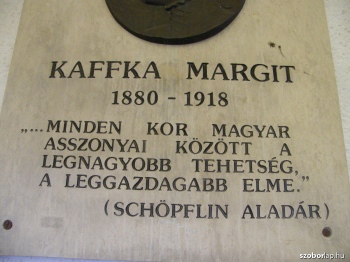 KAFFKA MARGIT
1880 - 1918
„...MINDEN KOR MAGYAR
ASSZONYAI KÖZÖTT A
LEGNAGYOBB TEHETSÉG,
A LEGGAZDAGABB ELME.”
(SCHÖPFLIN ALADÁR)
szoborlap.hu